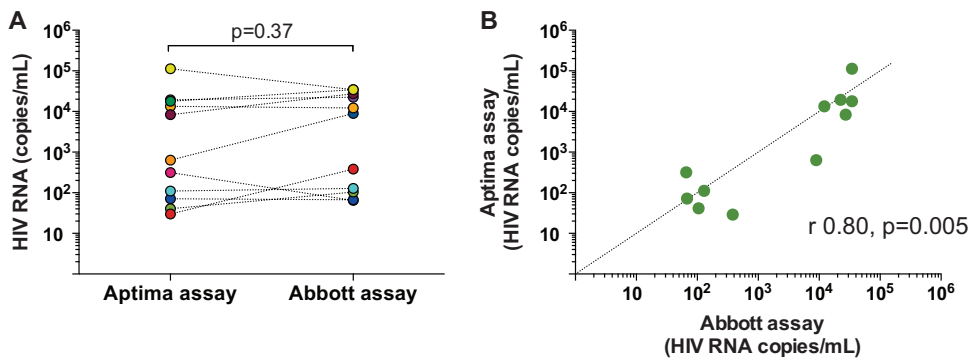 A
HIV RNA (copies/mL)
10⁶
10⁵
10⁴
10³
10²
10
p=0.37
Aptima assay
Abbott assay
B
Aptima assay
(HIV RNA copies/mL)
10⁶
10⁵
10⁴
10³
10²
10
r 0.80, p=0.005
10 10² 10³ 10⁴ 10⁵ 10⁶
Abbott assay
(HIV RNA copies/mL)